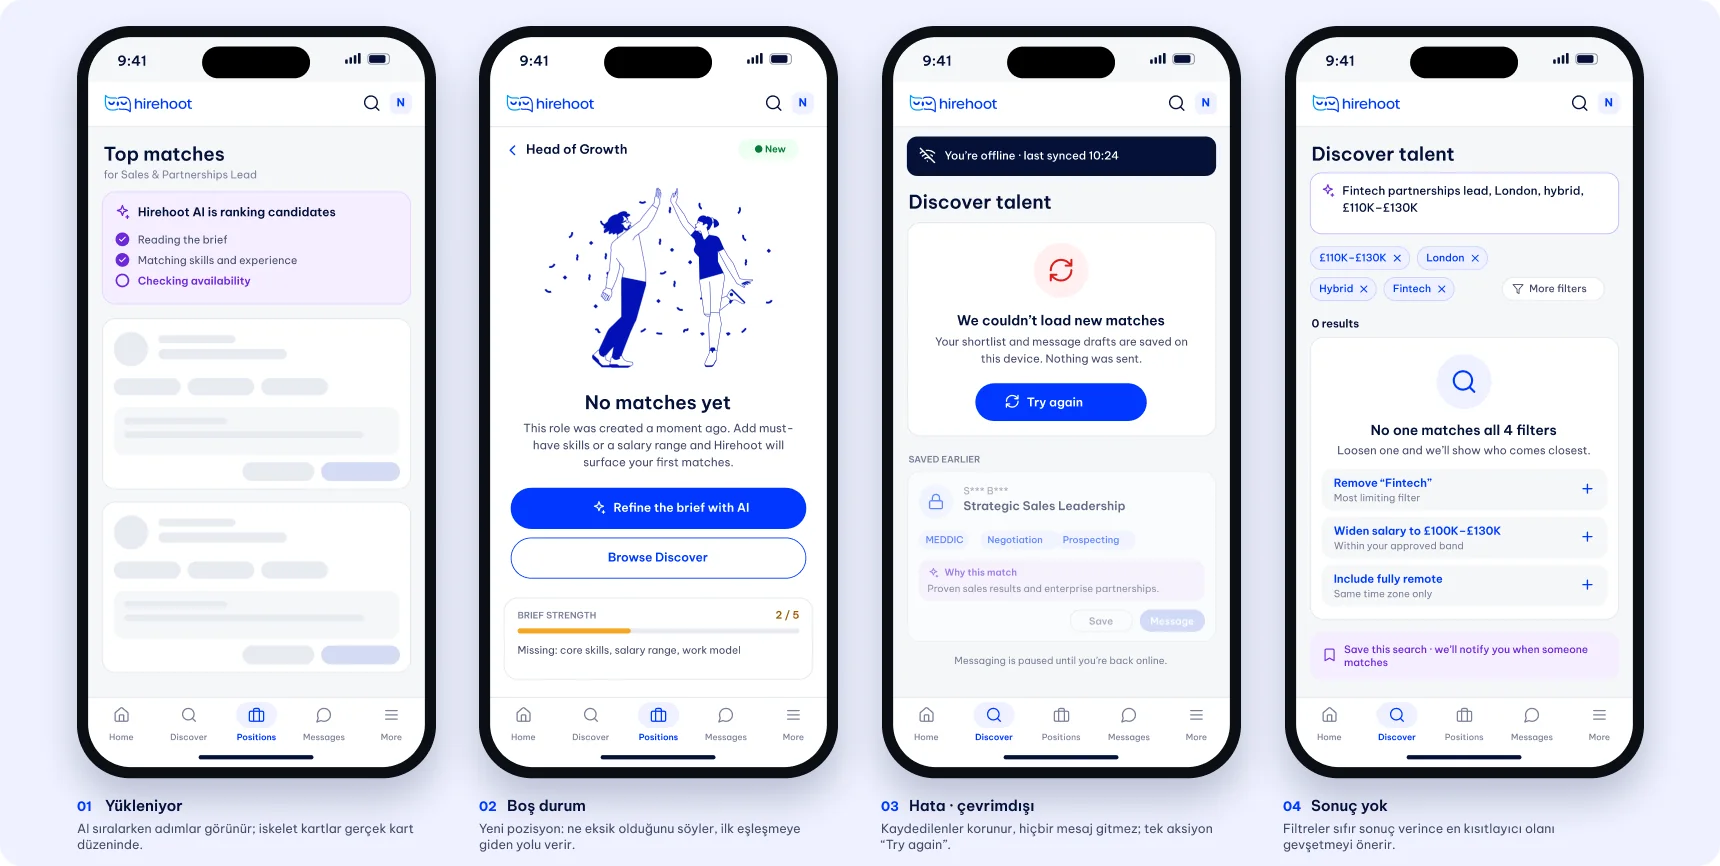 9:41
hirehoot
N
Top matches
for Sales & Partnerships Lead
Hirehoot AI is ranking candidates
Reading the brief
Matching skills and experience
Checking availability
Home
Discover
Positions
Messages
More
01 Yükleniyor
AI sıralarken adımlar görünür; iskelet kartlar gerçek kart
düzeninde.
9:41
hirehoot
N
Head of Growth
New
No matches yet
This role was created a moment ago. Add must-
have skills or a salary range and Hirehoot will
surface your first matches.
Refine the brief with AI
Browse Discover
BRIEF STRENGTH
2 / 5
Missing: core skills, salary range, work model
Home
Discover
Positions
Messages
More
02 Boş durum
Yeni pozisyon: ne eksik olduğunu söyler, ilk eşleşmeye
giden yolu verir.
9:41
hirehoot
N
You're offline · last synced 10:24
Discover talent
We couldn't load new matches
Your shortlist and message drafts are saved on
this device. Nothing was sent.
Try again
SAVED EARLIER
S*** B***
Strategic Sales Leadership
MEDDIC
Negotiation
Prospecting
Why this match
Proven sales results and enterprise partnerships.
Save
Message
Messaging is paused until you're back online.
Home
Discover
Positions
Messages
More
03 Hata · çevrimdışı
Kaydedilenler korunur, hiçbir mesaj gitmez; tek aksiyon
“Try again”.
9:41
hirehoot
N
Discover talent
Fintech partnerships lead, London, hybrid,
£110K–£130K
£110K–£130K
London
Hybrid
Fintech
More filters
0 results
No one matches all 4 filters
Loosen one and we'll show who comes closest.
Remove “Fintech”
Most limiting filter
Widen salary to £100K–£130K
Within your approved band
Include fully remote
Same time zone only
Save this search · we'll notify you when someone
matches
Home
Discover
Positions
Messages
More
04 Sonuç yok
Filtreler sıfır sonuç verince en kısıtlayıcı olanı
gevşetmeyi önerir.